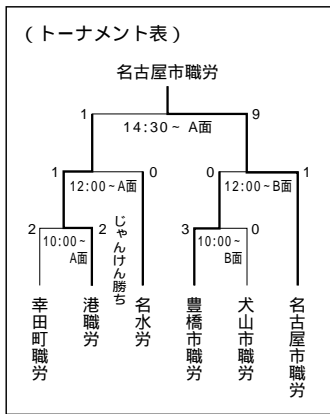 (トーナメント表)
名古屋市職労
1 9
14:30~ A面
1 0 0 1
12:00~A面 12:00~B面
2 2 じゃんけん勝ち 3 0
10:00~
A面
10:00~
B面
幸田町職労
港職労
名水労
豊橋市職労
犬山市職労
名古屋市職労